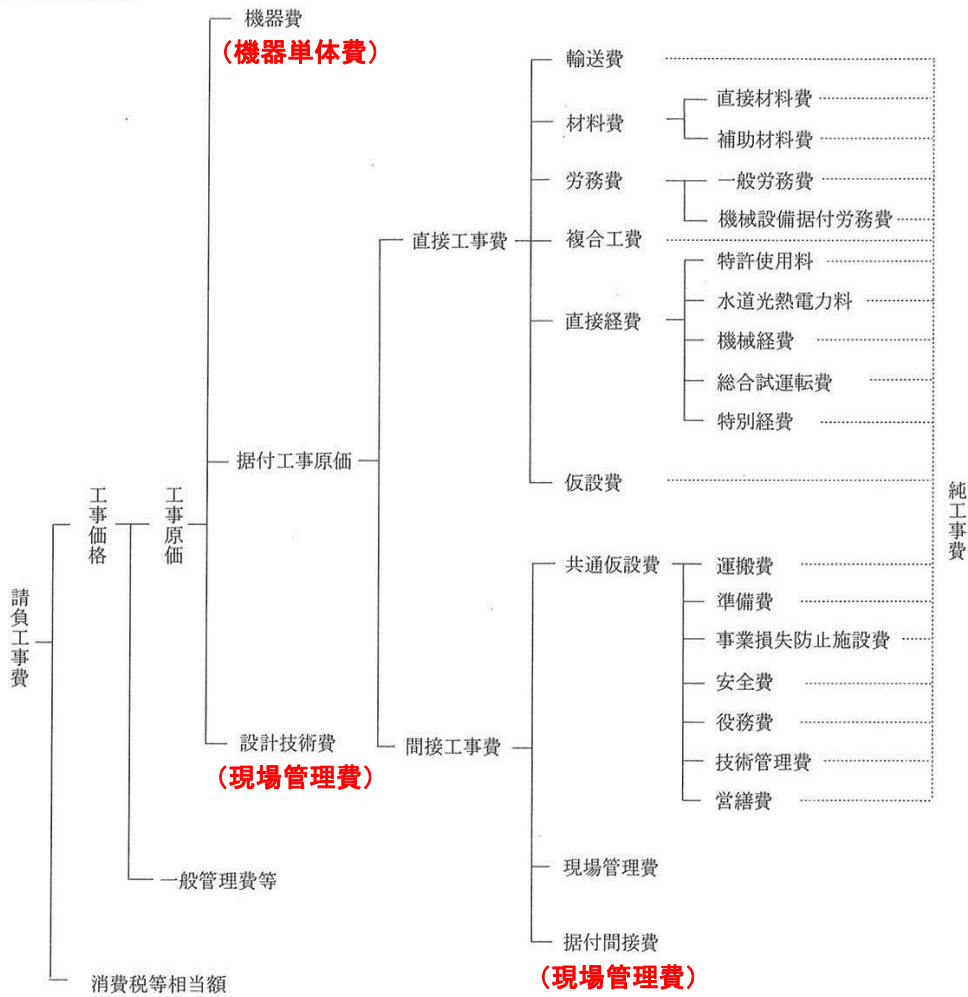 機器費
(機器単体費)
輸送費
直接材料費
材料費
補助材料費
労務費
一般労務費
機械設備据付労務費
直接工事費
複合工費
特許使用料
水道光熱電力料
直接経費
機械経費
総合試運転費
特別経費
据付工事原価
仮設費
純工事費
工事価格
工事原価
請負工事費
共通仮設費
運搬費
準備費
事業損失防止施設費
安全費
役務費
設計技術費
(現場管理費)
間接工事費
技術管理費
営繕費
現場管理費
一般管理費等
据付間接費
(現場管理費)
消費税等相当額